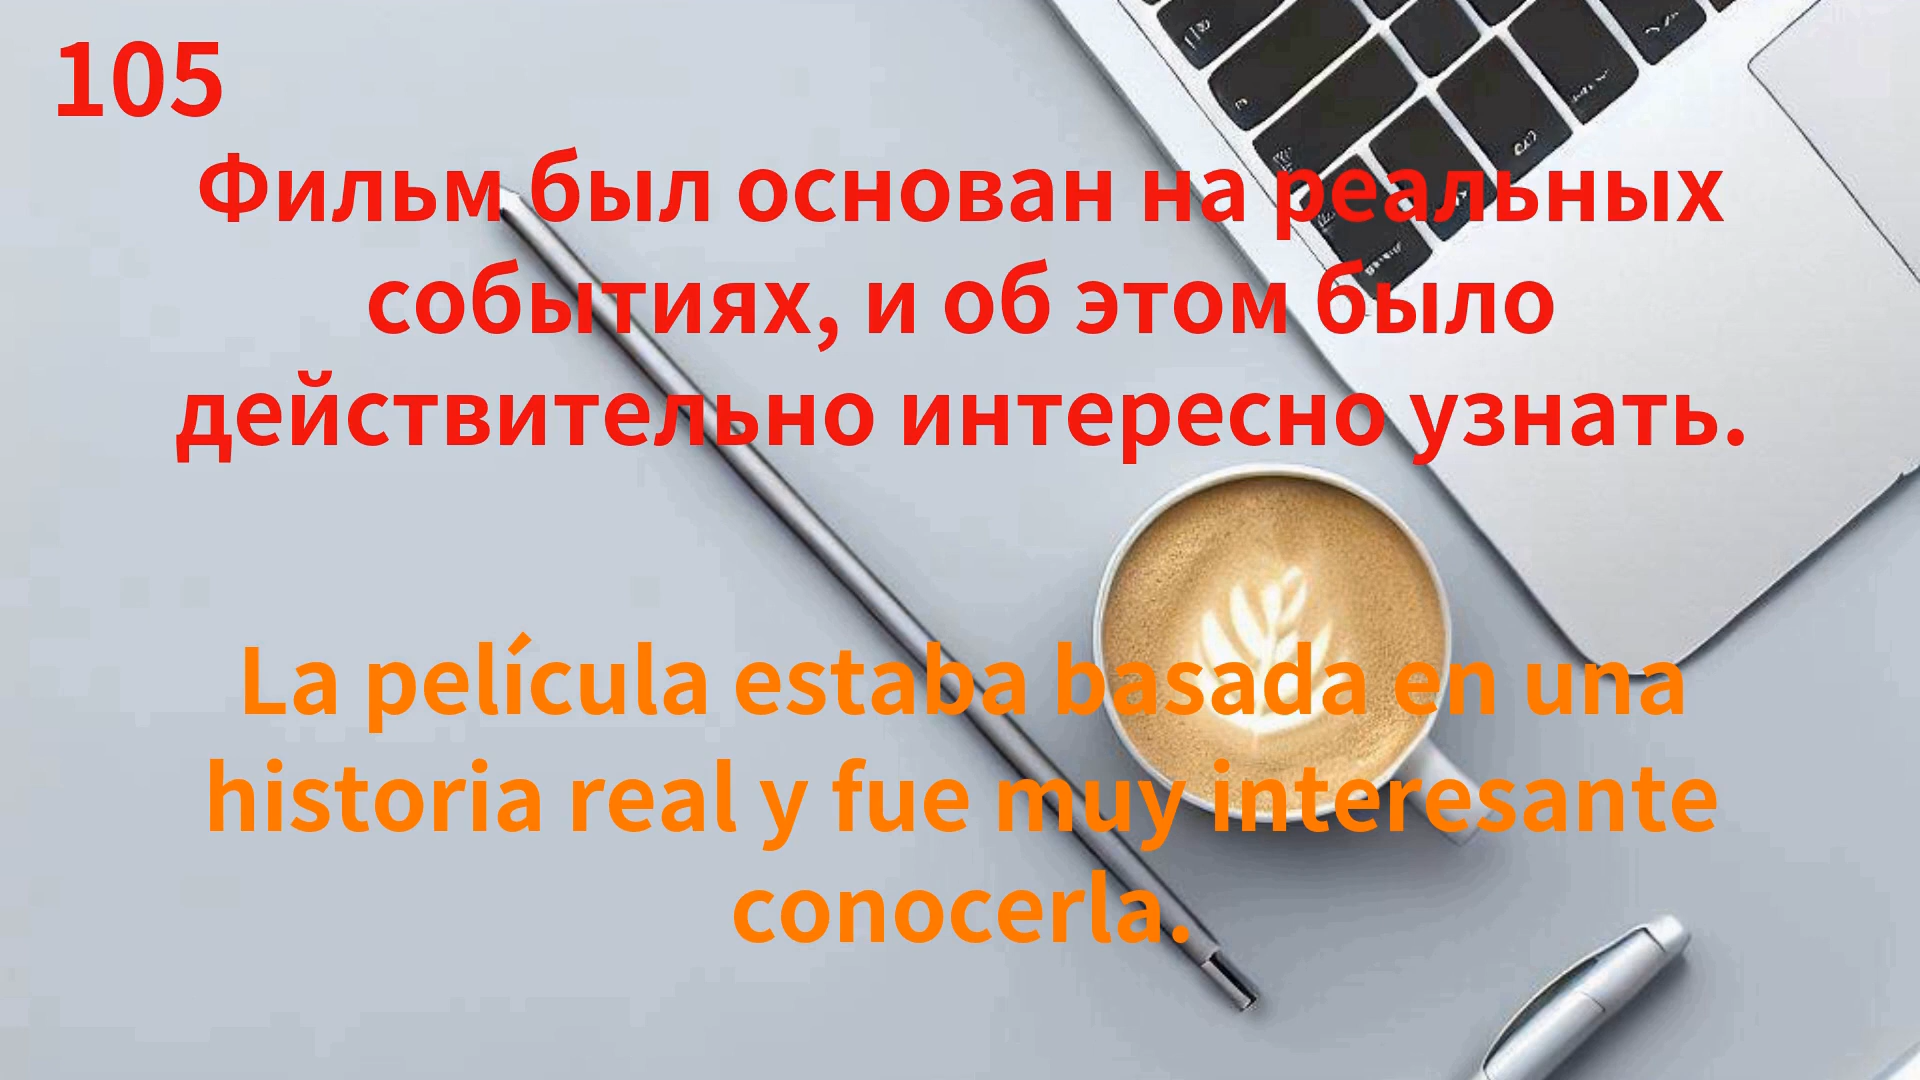 105
Фильм был основан на реальных
событиях, и об этом было
действительно интересно узнать.
La película estaba basada en una
historia real y fue muy interesante
conocerla.